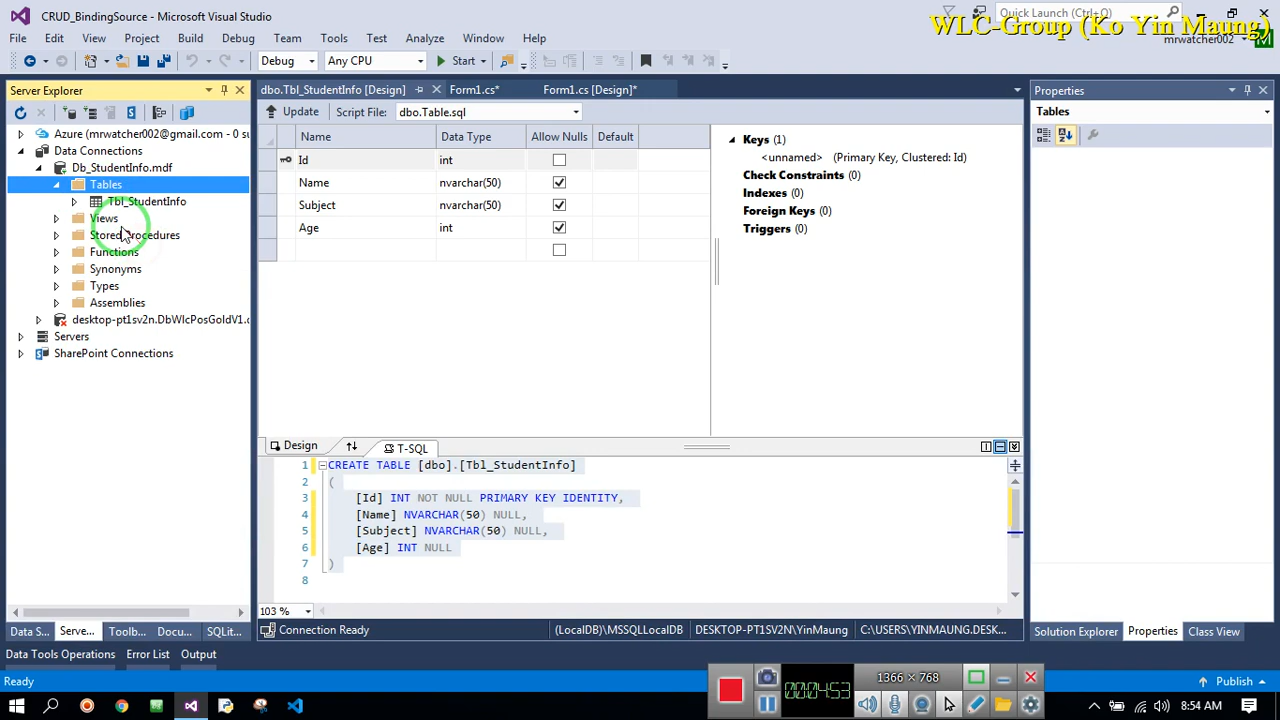 CRUD_BindingSource - Microsoft Visual Studio
Quick Launch (Ctrl+Q)
WLC-Group (Ko Yin Maung)
File Edit View Project Build Debug Team Tools Test Analyze Window Help
mrwatcher002 M
Debug Any CPU Start
Server Explorer
dbo.Tbl_StudentInfo [Design] Form1.cs* Form1.cs [Design]*
Properties
Update Script File: dbo.Table.sql
Tables
Azure (mrwatcher002@gmail.com - 0 su
Data Connections
Db_StudentInfo.mdf
Tables
Tbl_StudentInfo
Views
Stored Procedures
Functions
Synonyms
Types
Assemblies
desktop-pt1sv2n.DbWlcPosGoldV1.
Servers
SharePoint Connections
Name Data Type Allow Nulls Default
Id int
Name nvarchar(50)
Subject nvarchar(50)
Age int
Keys (1)
<unnamed> (Primary Key, Clustered: Id)
Check Constraints (0)
Indexes (0)
Foreign Keys (0)
Triggers (0)
Design T-SQL
1 CREATE TABLE [dbo].[Tbl_StudentInfo]
2 (
3 [Id] INT NOT NULL PRIMARY KEY IDENTITY,
4 [Name] NVARCHAR(50) NULL,
5 [Subject] NVARCHAR(50) NULL,
6 [Age] INT NULL
7 )
8
103 %
Connection Ready (LocalDB)\MSSQLLocalDB DESKTOP-PT1SV2N\YinMaung C:\USERS\YINMAUNG.DESK...
Data S... Serve... Toolb... Docu... SQLit...
Solution Explorer Properties Class View
Data Tools Operations Error List Output
Ready
Publish
1366 × 768
00:04:53
8:54 AM